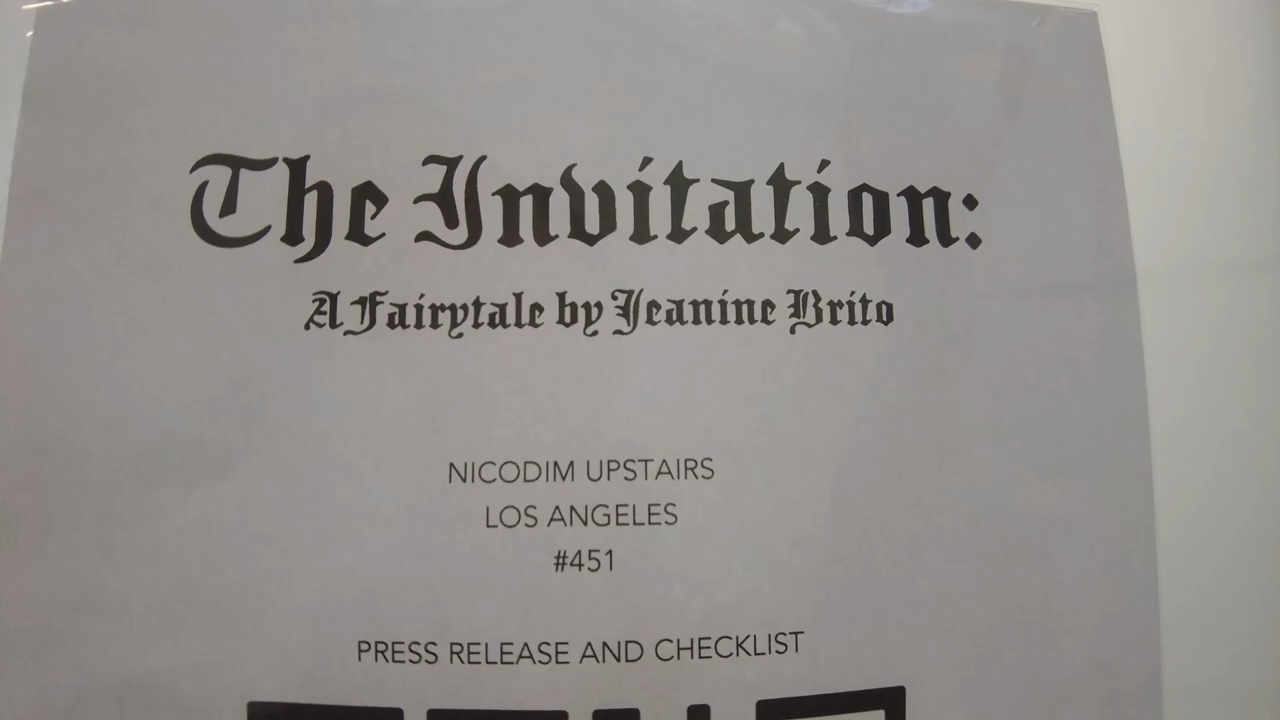 The Invitation:
A Fairytale by Jeanine Brito
NICODIM UPSTAIRS
LOS ANGELES
#451
PRESS RELEASE AND CHECKLIST